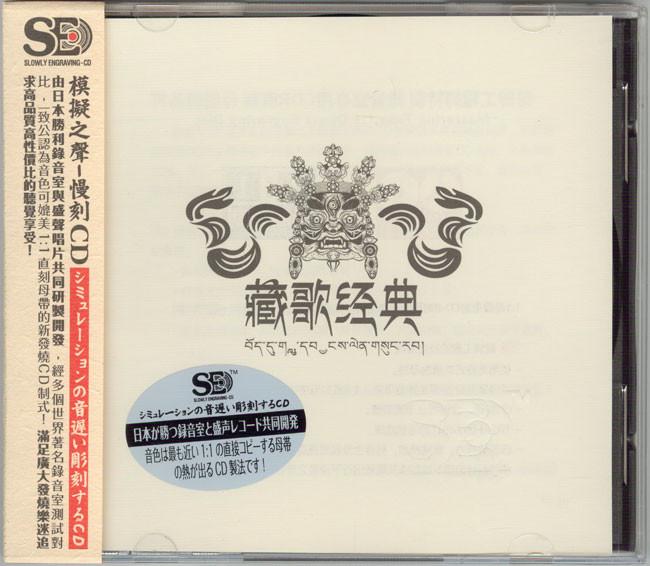 SED
SLOWLY ENGRAVING-CD
模擬之聲-慢刻CD シミュレーションの音遅い彫刻するCD
由日本勝利錄音室與盛聲唱片共同研製開發，經多個世界著名錄音室測試對
比，一致公認為音色可媲美1:1直刻母帶的新發燒CD制式！滿足廣大發燒樂迷追
求高品質高性價比的聽覺享受！
藏歌经典
བོད་དུ་གླུ་དབྱངས་ལེན་གསུང་རབ།
SED™
SLOWLY ENGRAVING-CD
シミュレーションの音遅い彫刻するCD
日本が勝つ録音室と盛声レコード共同開発
音色は最も近い1:1の直接コピーする母帯
の熱が出るCD製法です！